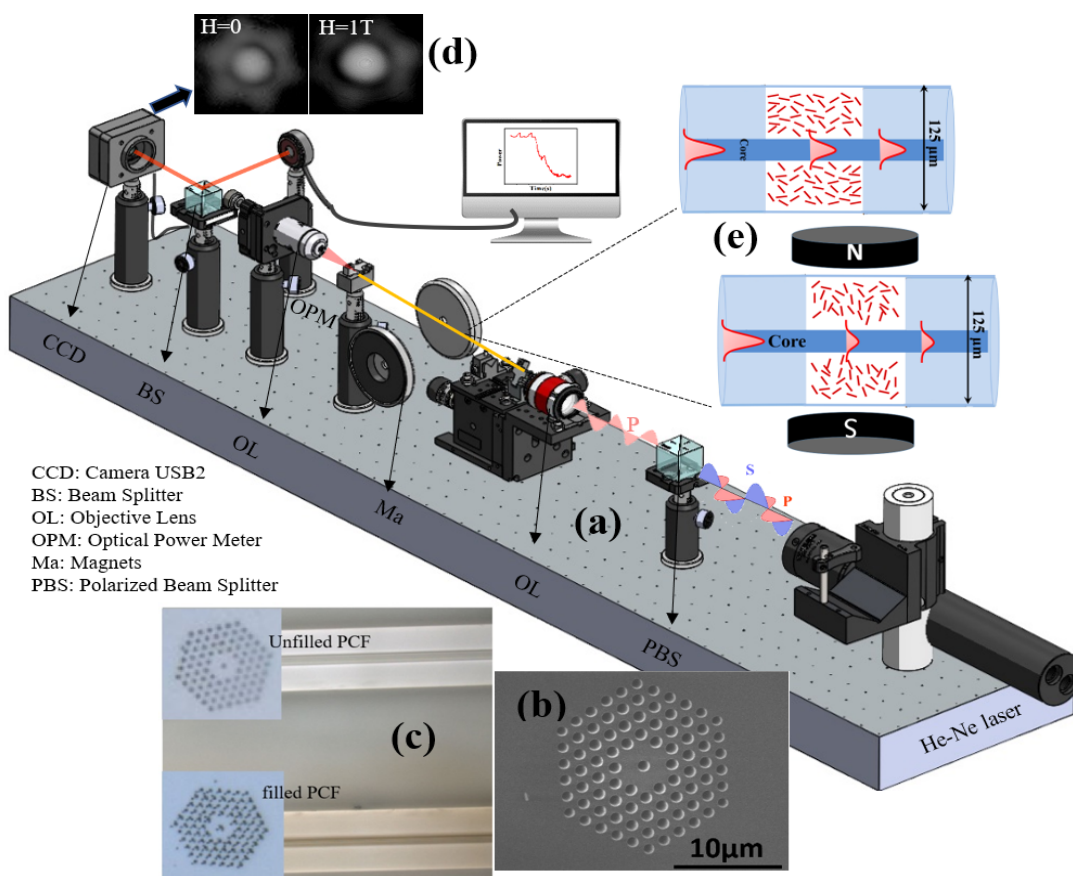 H=0
H=1T
(d)
Power
Time(s)
Core
125 µm
(e)
N
Core
125 µm
S
OPM
CCD
BS
OL
Ma
OL
PBS
He-Ne laser
P
S
P
(a)
CCD: Camera USB2
BS: Beam Splitter
OL: Objective Lens
OPM: Optical Power Meter
Ma: Magnets
PBS: Polarized Beam Splitter
Unfilled PCF
(c)
filled PCF
(b)
10µm